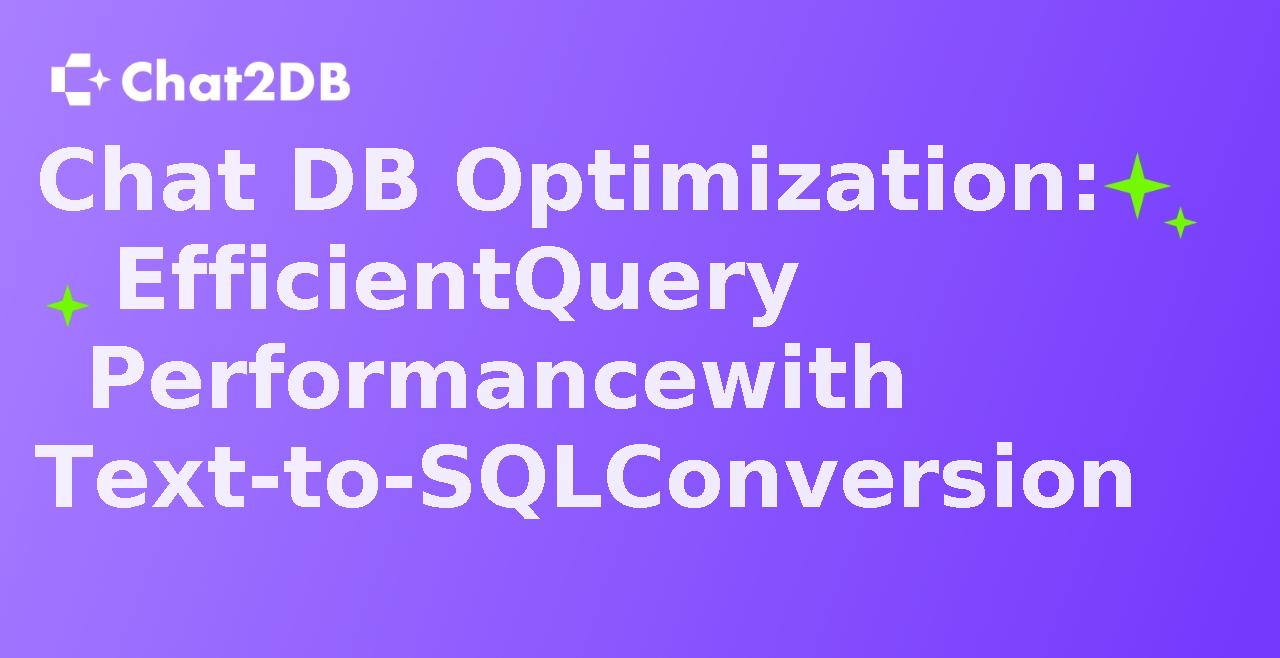 Chat2DB
Chat DB Optimization:
EfficientQuery
Performancewith
Text-to-SQLConversion